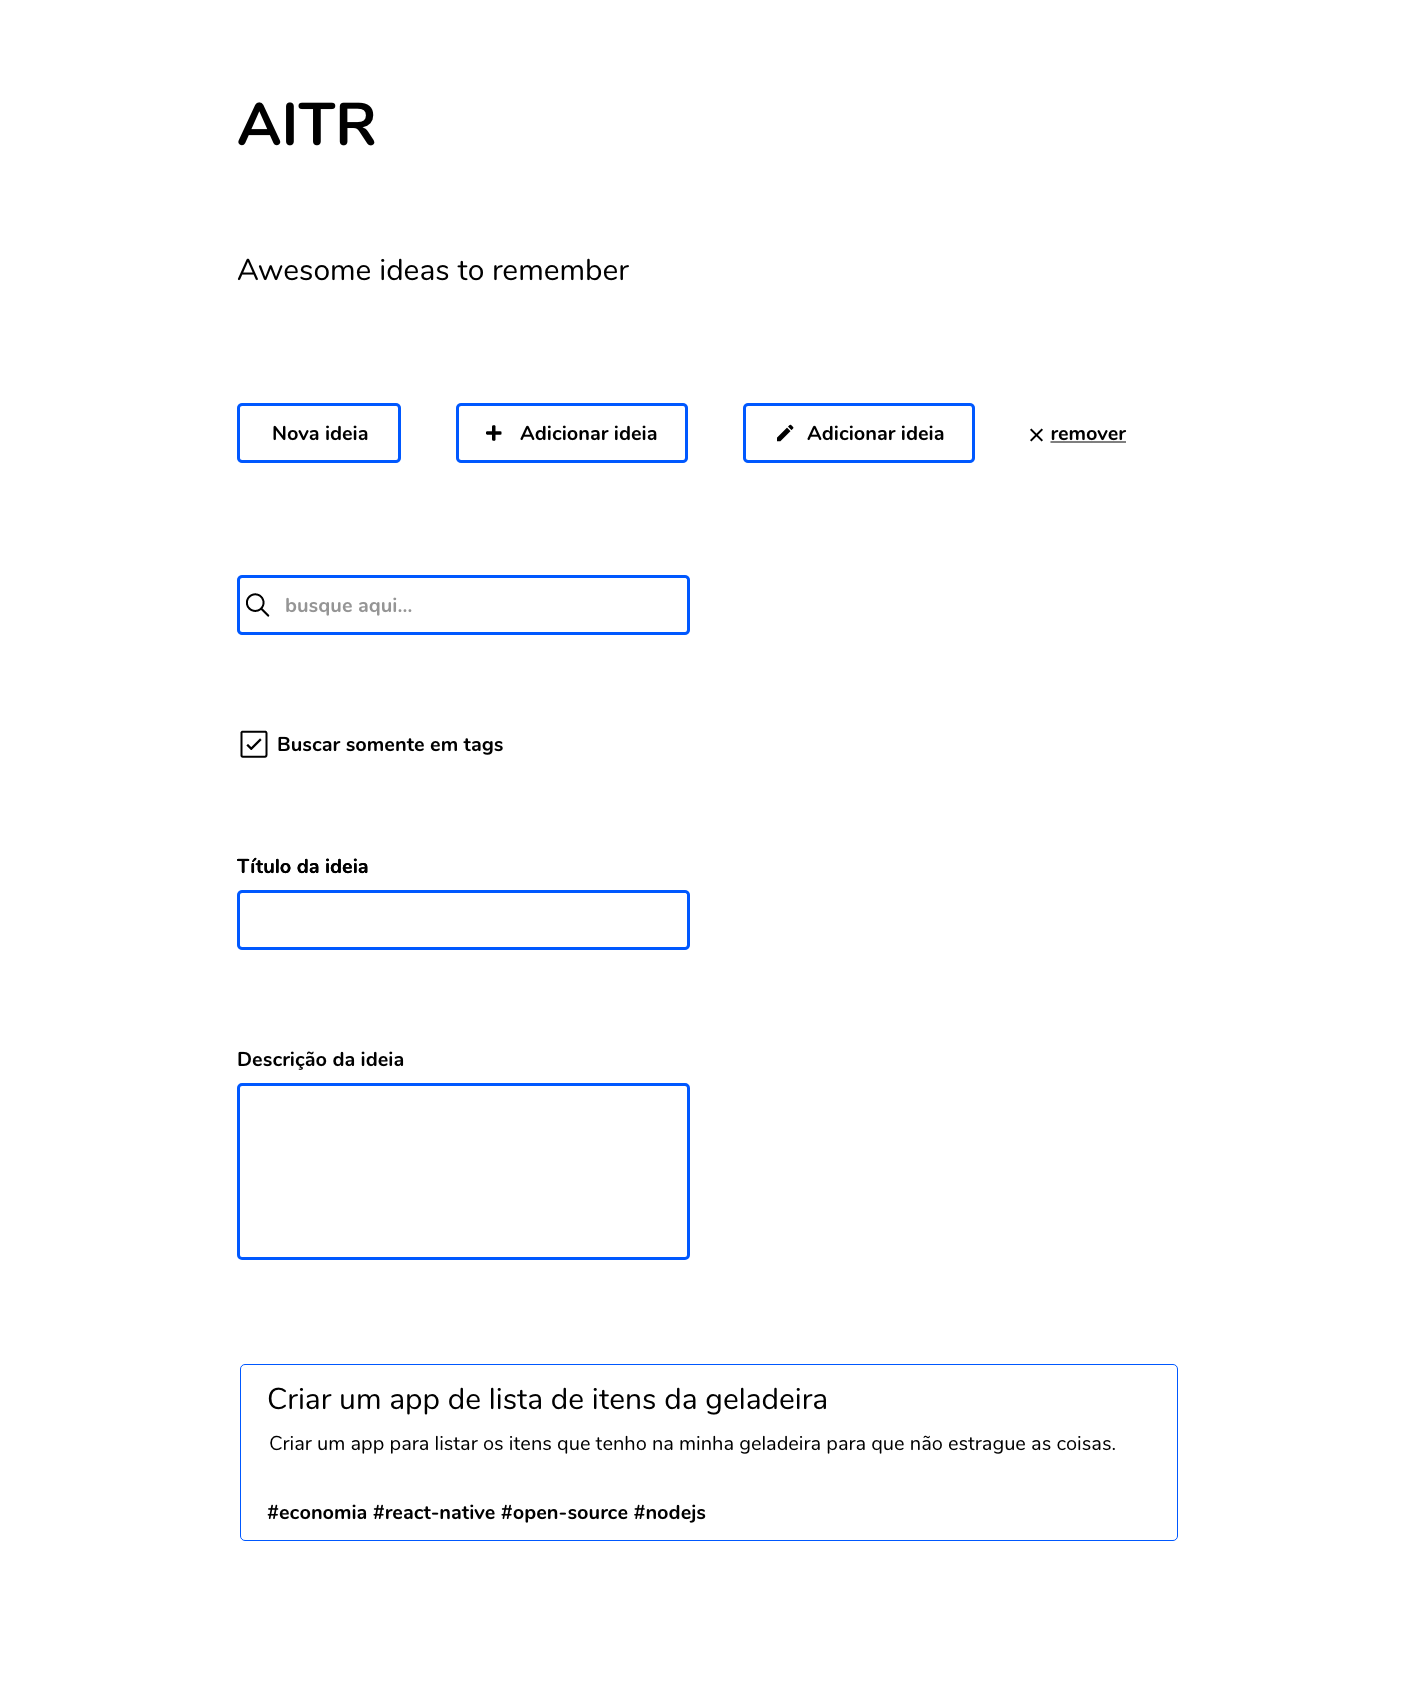 AITR
Awesome ideas to remember
Nova ideia
Adicionar ideia
Adicionar ideia
remover
busque aqui...
Buscar somente em tags
Título da ideia
Descrição da ideia
Criar um app de lista de itens da geladeira
Criar um app para listar os itens que tenho na minha geladeira para que não estrague as coisas.
#economia #react-native #open-source #nodejs